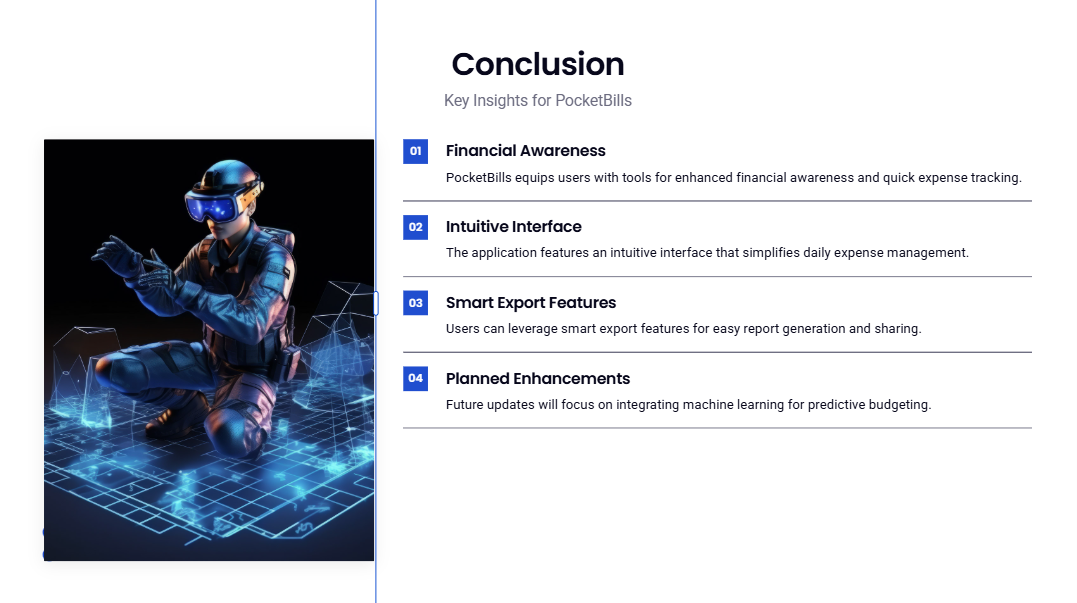 Conclusion
Key Insights for PocketBills
01
Financial Awareness
PocketBills equips users with tools for enhanced financial awareness and quick expense tracking.
02
Intuitive Interface
The application features an intuitive interface that simplifies daily expense management.
03
Smart Export Features
Users can leverage smart export features for easy report generation and sharing.
04
Planned Enhancements
Future updates will focus on integrating machine learning for predictive budgeting.